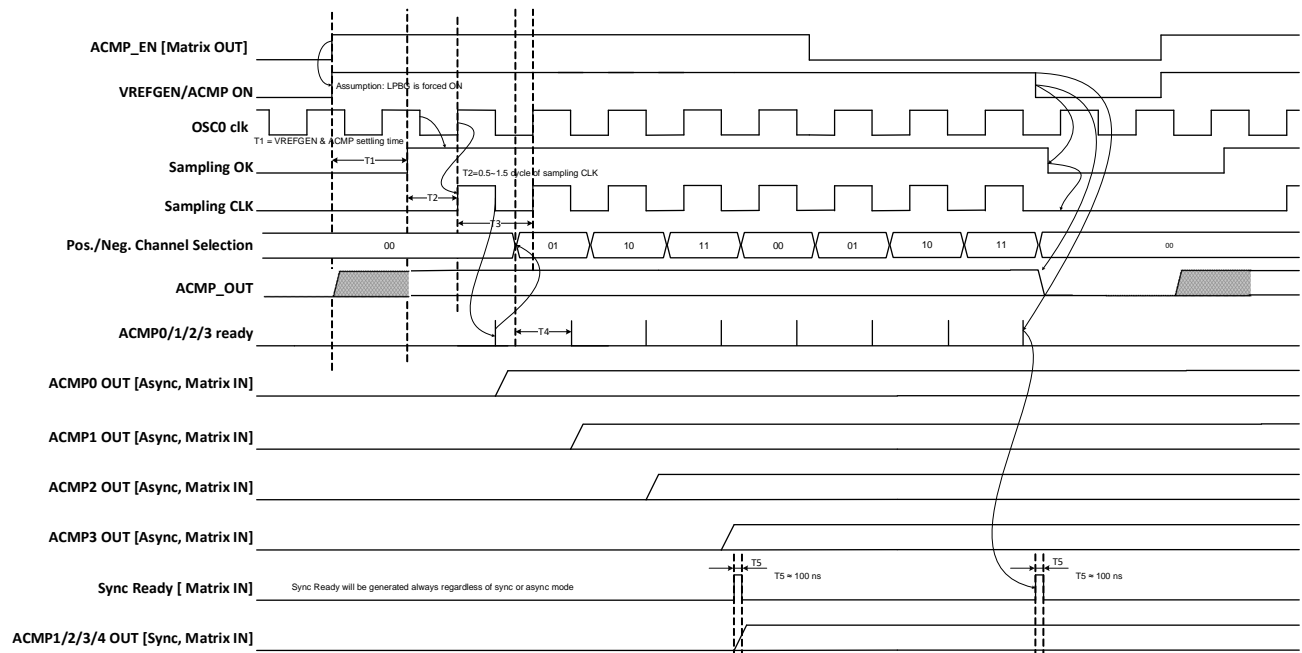 ACMP_EN [Matrix OUT]
VREFGEN/ACMP ON
Assumption: LPBG is forced ON
OSC0 clk
T1 = VREFGEN & ACMP settling time
Sampling OK
T1
T2=0.5~1.5 cycle of sampling CLK
Sampling CLK
T2
T3
Pos./Neg. Channel Selection
00 01 10 11 00 01 10 11 00
ACMP_OUT
ACMP0/1/2/3 ready
T4
ACMP0 OUT [Async, Matrix IN]
ACMP1 OUT [Async, Matrix IN]
ACMP2 OUT [Async, Matrix IN]
ACMP3 OUT [Async, Matrix IN]
T5 T5
Sync Ready [ Matrix IN]
Sync Ready will be generated always regardless of sync or async mode
T5 ≈ 100 ns T5 ≈ 100 ns
ACMP1/2/3/4 OUT [Sync, Matrix IN]